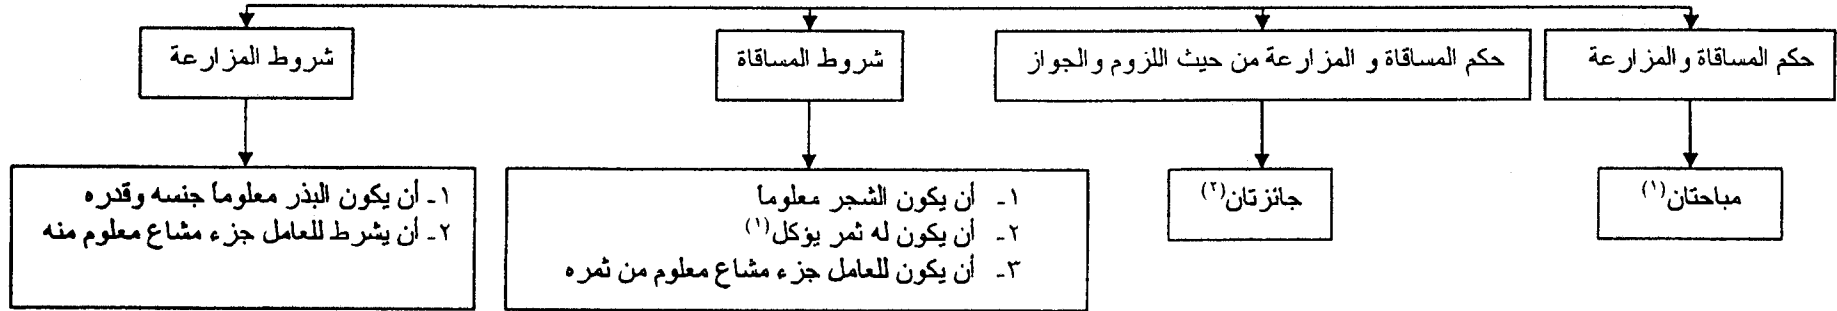 حكم المساقاة والمزارعة
حكم المساقاة و المزارعة من حيث اللزوم والجواز
شروط المساقاة
شروط المزارعة
مباحتان(١)
جائزتان(٢)
١- أن يكون الشجر معلوماً
٢- أن يكون له ثمر يؤكل(١)
٣- أن يكون للعامل جزء مشاع معلوم من ثمره
١- أن يكون البذر معلوماً جنسه وقدره
٢- أن يشرط للعامل جزء مشاع معلوم منه